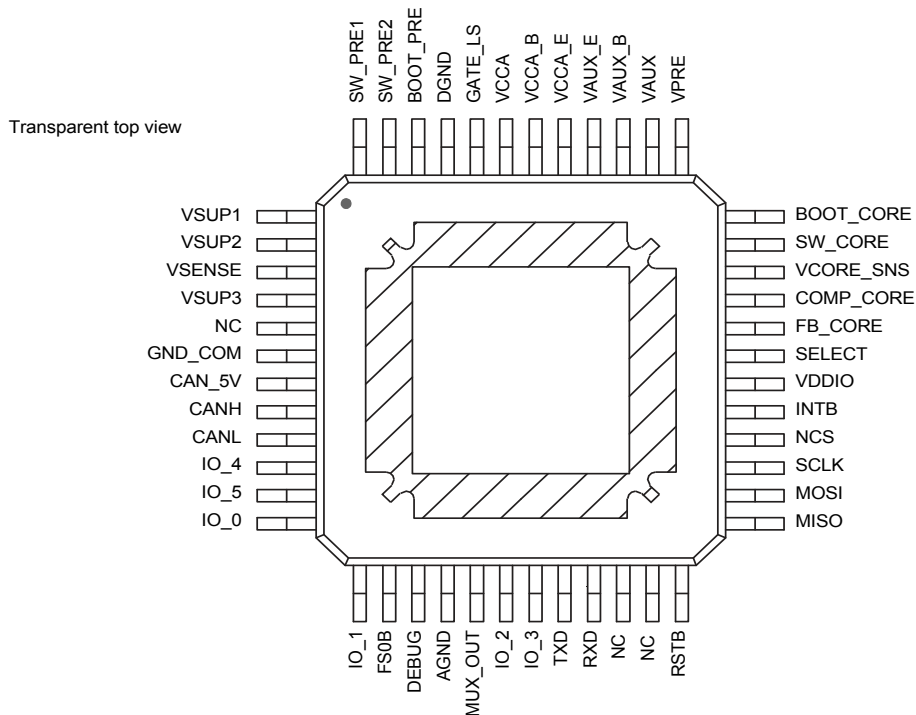 SW_PRE1
SW_PRE2
BOOT_PRE
DGND
GATE_LS
VCCA
VCCA_B
VCCA_E
VAUX_E
VAUX_B
VAUX
VPRE
Transparent top view
VSUP1
VSUP2
VSENSE
VSUP3
NC
GND_COM
CAN_5V
CANH
CANL
IO_4
IO_5
IO_0
BOOT_CORE
SW_CORE
VCORE_SNS
COMP_CORE
FB_CORE
SELECT
VDDIO
INTB
NCS
SCLK
MOSI
MISO
IO_1
FS0B
DEBUG
AGND
MUX_OUT
IO_2
IO_3
TXD
RXD
NC
NC
RSTB